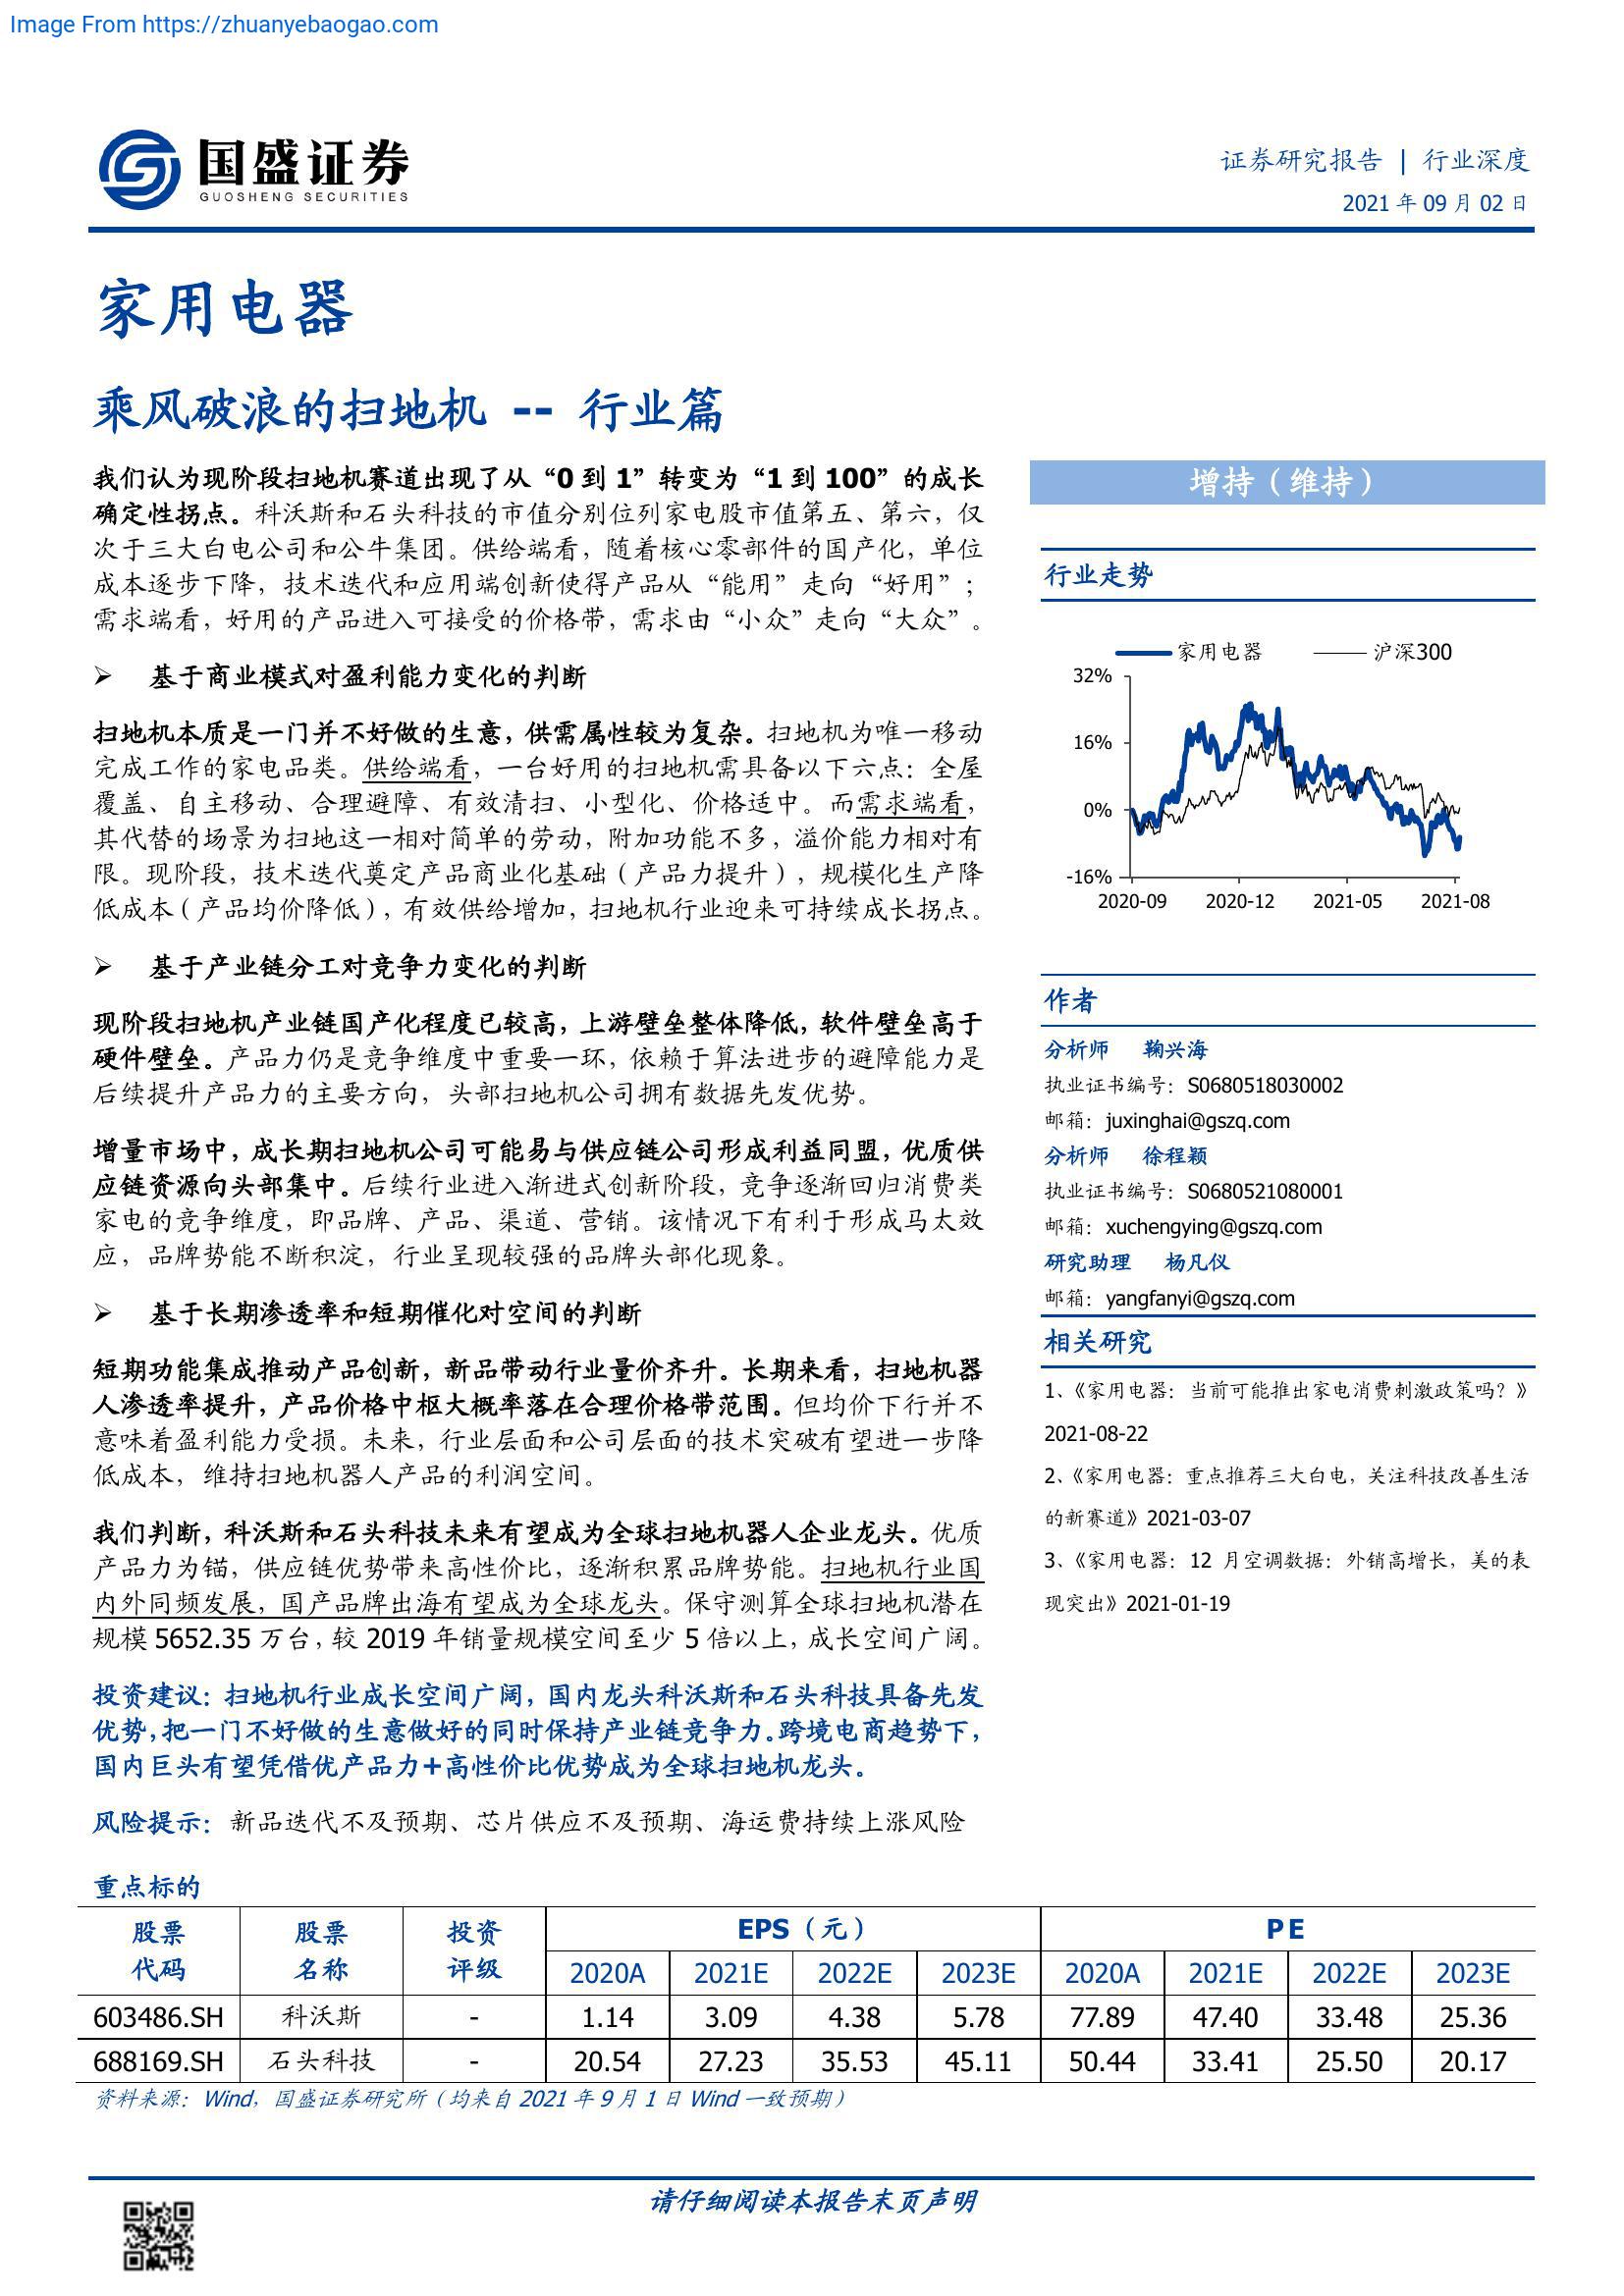 Image From https://zhuanyebaogao.com
国盛证券
GUOSHENG SECURITIES
证券研究报告 | 行业深度
2021 年 09 月 02 日
家用电器
乘风破浪的扫地机 -- 行业篇
我们认为现阶段扫地机赛道出现了从“0 到 1”转变为“1 到 100”的成长
确定性拐点。科沃斯和石头科技的市值分别位列家电股市值第五、第六，仅
次于三大白电公司和公牛集团。供给端看，随着核心零部件的国产化，单位
成本逐步下降，技术迭代和应用端创新使得产品从“能用”走向“好用”；
需求端看，好用的产品进入可接受的价格带，需求由“小众”走向“大众”。
➢ 基于商业模式对盈利能力变化的判断
扫地机本质是一门并不好做的生意，供需属性较为复杂。扫地机为唯一移动
完成工作的家电品类。供给端看，一台好用的扫地机需具备以下六点：全屋
覆盖、自主移动、合理避障、有效清扫、小型化、价格适中。而需求端看，
其代替的场景为扫地这一相对简单的劳动，附加功能不多，溢价能力相对有
限。现阶段，技术迭代奠定产品商业化基础（产品力提升），规模化生产降
低成本（产品均价降低），有效供给增加，扫地机行业迎来可持续成长拐点。
➢ 基于产业链分工对竞争力变化的判断
现阶段扫地机产业链国产化程度已较高，上游壁垒整体降低，软件壁垒高于
硬件壁垒。产品力仍是竞争维度中重要一环，依赖于算法进步的避障能力是
后续提升产品力的主要方向，头部扫地机公司拥有数据先发优势。
增量市场中，成长期扫地机公司可能易与供应链公司形成利益同盟，优质供
应链资源向头部集中。后续行业进入渐进式创新阶段，竞争逐渐回归消费类
家电的竞争维度，即品牌、产品、渠道、营销。该情况下有利于形成马太效
应，品牌势能不断积淀，行业呈现较强的品牌头部化现象。
➢ 基于长期渗透率和短期催化对空间的判断
短期功能集成推动产品创新，新品带动行业量价齐升。长期来看，扫地机器
人渗透率提升，产品价格中枢大概率落在合理价格带范围。但均价下行并不
意味着盈利能力受损。未来，行业层面和公司层面的技术突破有望进一步降
低成本，维持扫地机器人产品的利润空间。
我们判断，科沃斯和石头科技未来有望成为全球扫地机器人企业龙头。优质
产品力为锚，供应链优势带来高性价比，逐渐积累品牌势能。扫地机行业国
内外同频发展，国产品牌出海有望成为全球龙头。保守测算全球扫地机潜在
规模 5652.35 万台，较 2019 年销量规模空间至少 5 倍以上，成长空间广阔。
投资建议：扫地机行业成长空间广阔，国内龙头科沃斯和石头科技具备先发
优势，把一门不好做的生意做好的同时保持产业链竞争力。跨境电商趋势下，
国内巨头有望凭借优产品力+高性价比优势成为全球扫地机龙头。
风险提示：新品迭代不及预期、芯片供应不及预期、海运费持续上涨风险
增持（维持）
行业走势
家用电器 沪深300
32%
16%
0%
-16%
2020-09 2020-12 2021-05 2021-08
作者
分析师 鞠兴海
执业证书编号：S0680518030002
邮箱：juxinghai@gszq.com
分析师 徐程颖
执业证书编号：S0680521080001
邮箱：xuchengying@gszq.com
研究助理 杨凡仪
邮箱：yangfanyi@gszq.com
相关研究
1、《家用电器：当前可能推出家电消费刺激政策吗？》
2021-08-22
2、《家用电器：重点推荐三大白电，关注科技改善生活
的新赛道》2021-03-07
3、《家用电器：12 月空调数据：外销高增长，美的表
现突出》2021-01-19
重点标的
股票 股票 投资 EPS（元） P E
代码 名称 评级 2020A 2021E 2022E 2023E 2020A 2021E 2022E 2023E
603486.SH 科沃斯 - 1.14 3.09 4.38 5.78 77.89 47.40 33.48 25.36
688169.SH 石头科技 - 20.54 27.23 35.53 45.11 50.44 33.41 25.50 20.17
资料来源：Wind，国盛证券研究所（均来自 2021 年 9 月 1 日 Wind 一致预期）
请仔细阅读本报告末页声明